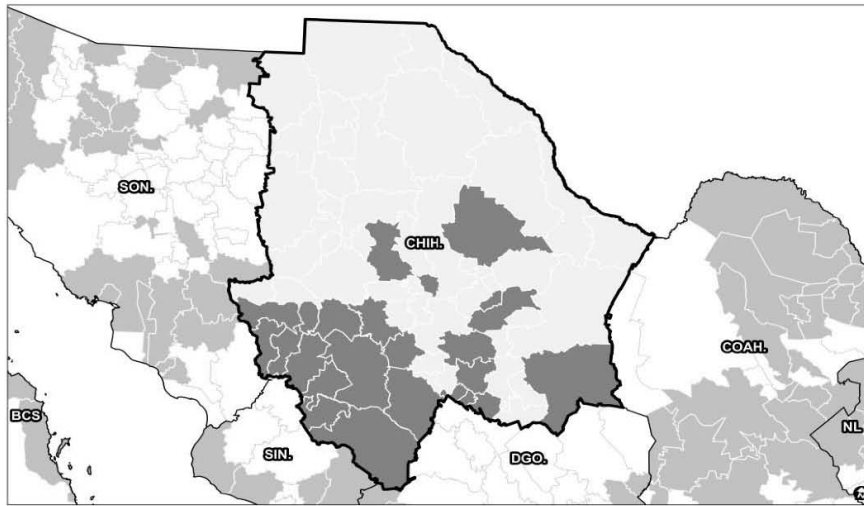 SON.
CHIH.
COAH.
BCS
SIN.
DGO.
NL